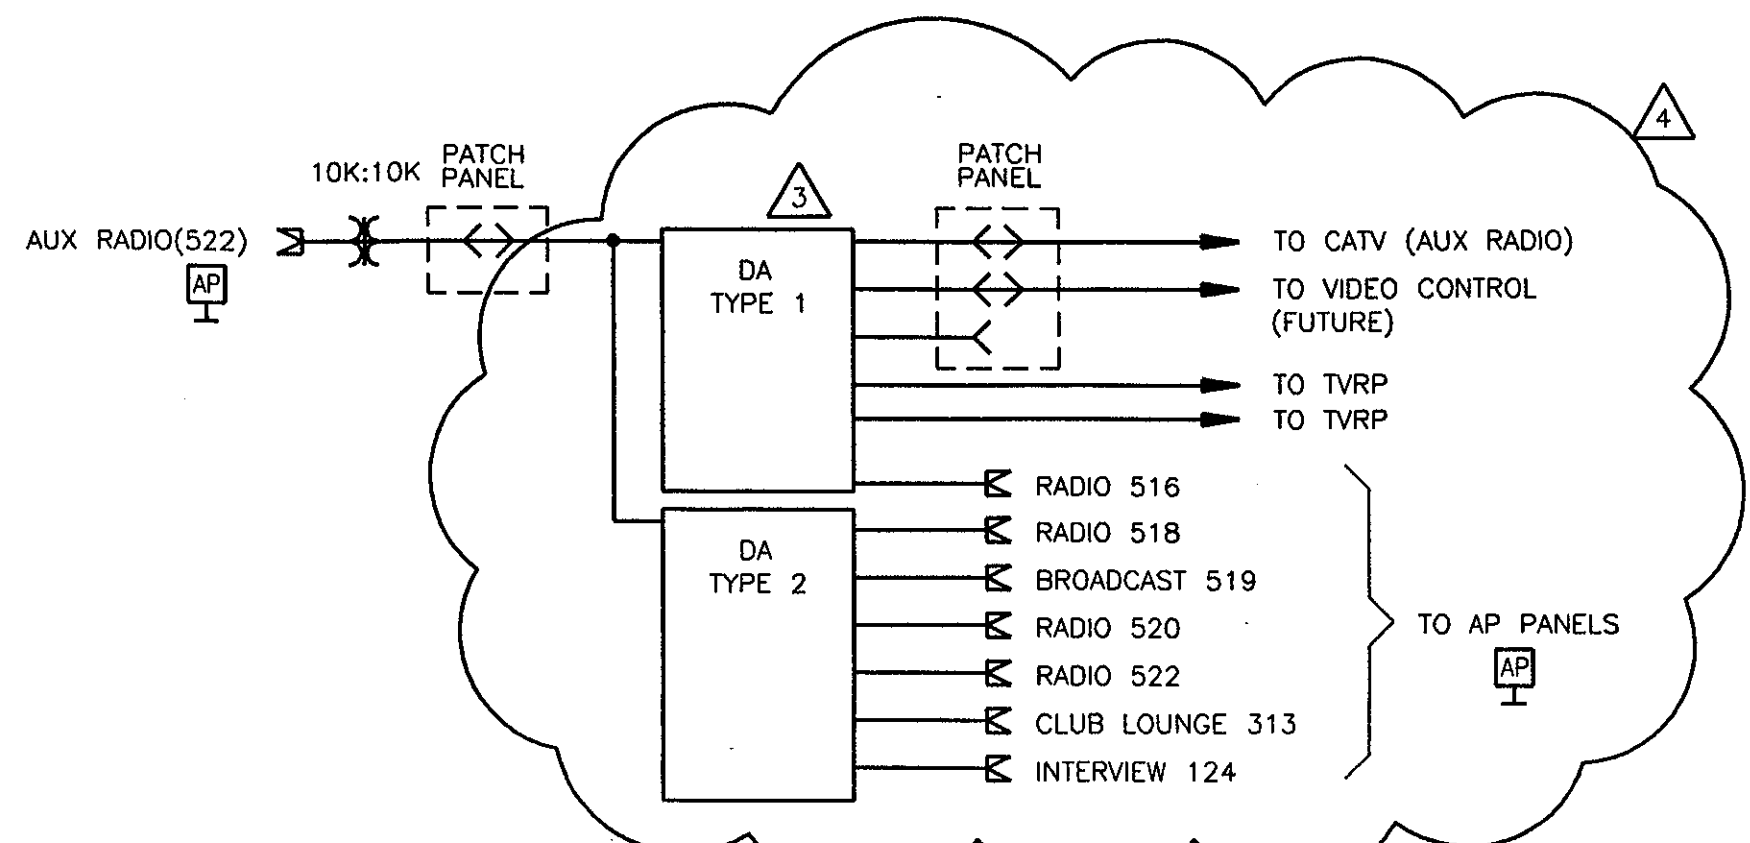 4
10K:10K
PATCH
PANEL
PATCH
PANEL
3
AUX RADIO(522)
AP
DA
TYPE 1
TO CATV (AUX RADIO)
TO VIDEO CONTROL
(FUTURE)
TO TVRP
TO TVRP
RADIO 516
DA
TYPE 2
RADIO 518
BROADCAST 519
RADIO 520
RADIO 522
CLUB LOUNGE 313
INTERVIEW 124
TO AP PANELS
AP